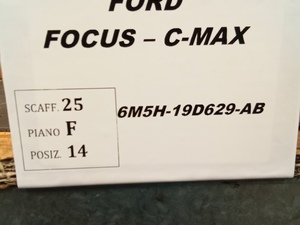 FORD
FOCUS – C-MAX
SCAFF. 25
PIANO F
POSIZ. 14
6M5H-19D629-AB